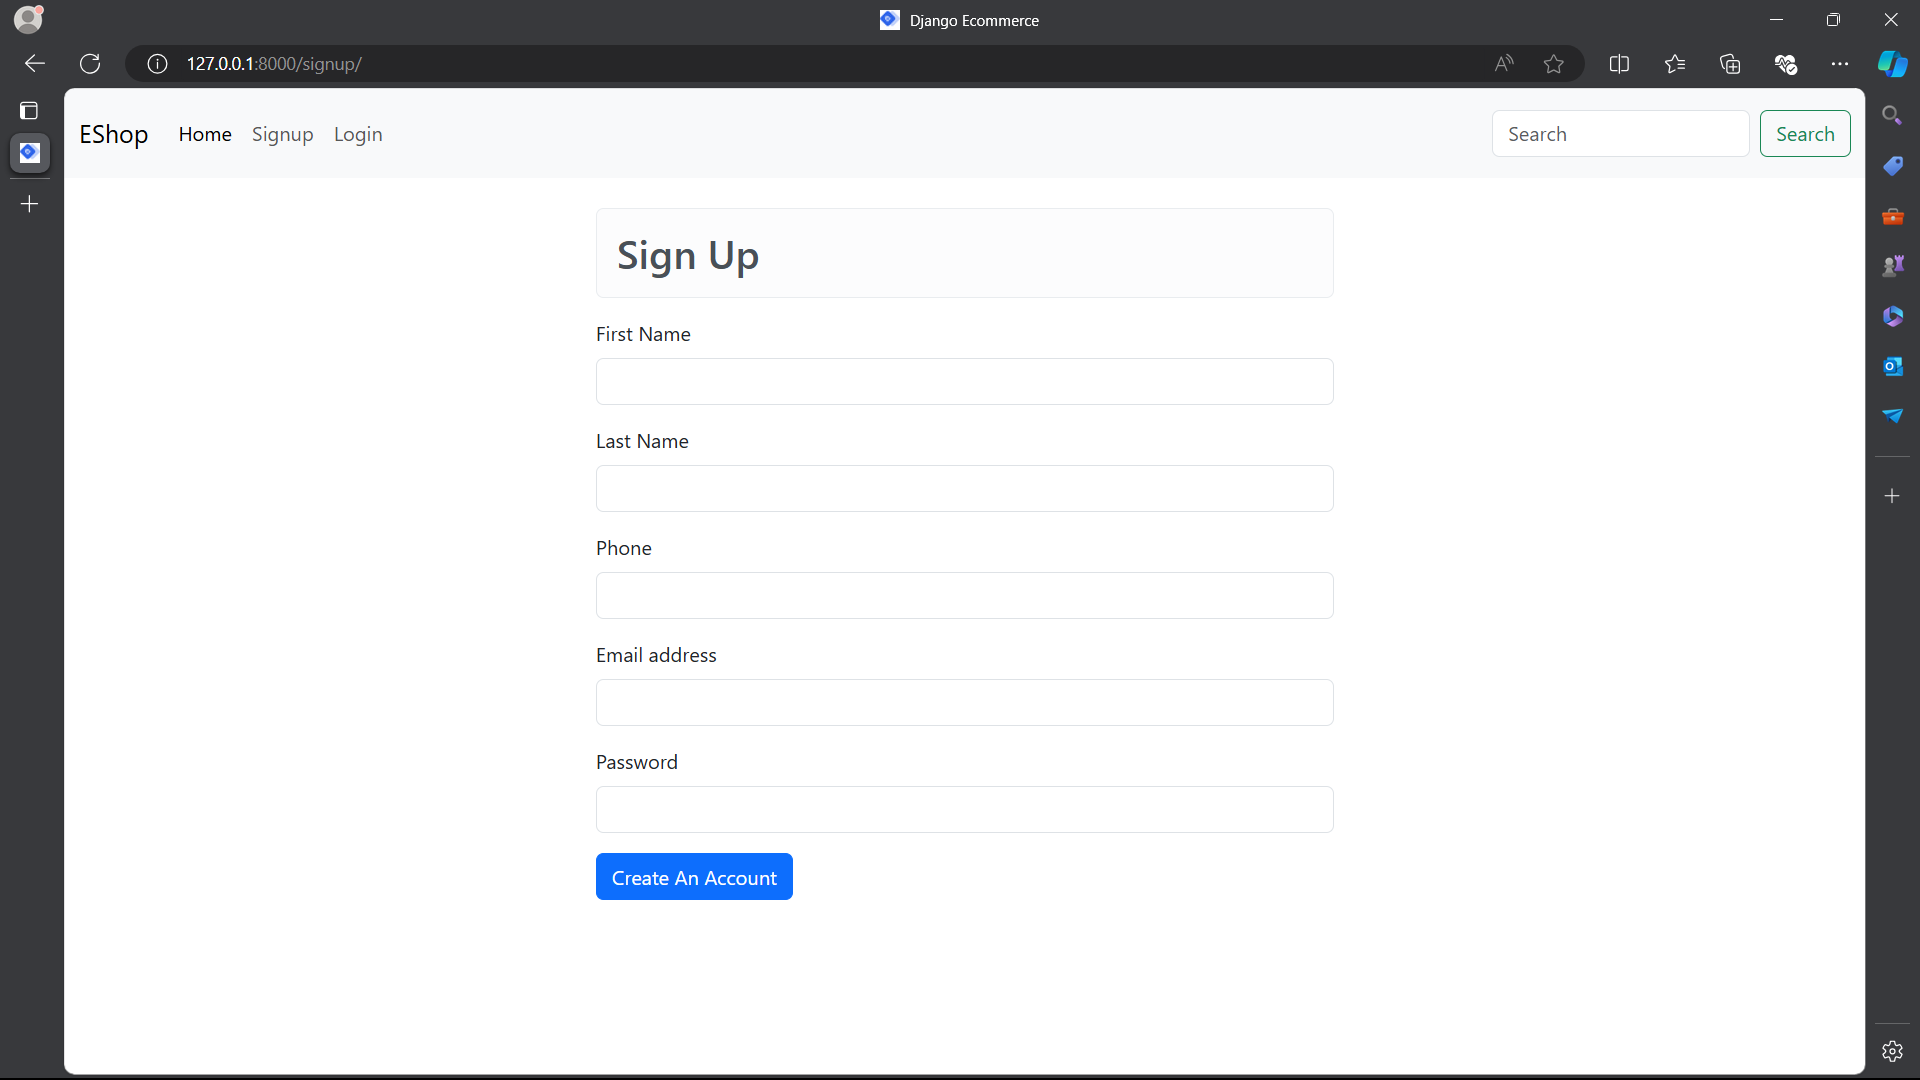 Django Ecommerce
127.0.0.1:8000/signup/
EShop Home Signup Login Search Search
Sign Up
First Name
Last Name
Phone
Email address
Password
Create An Account